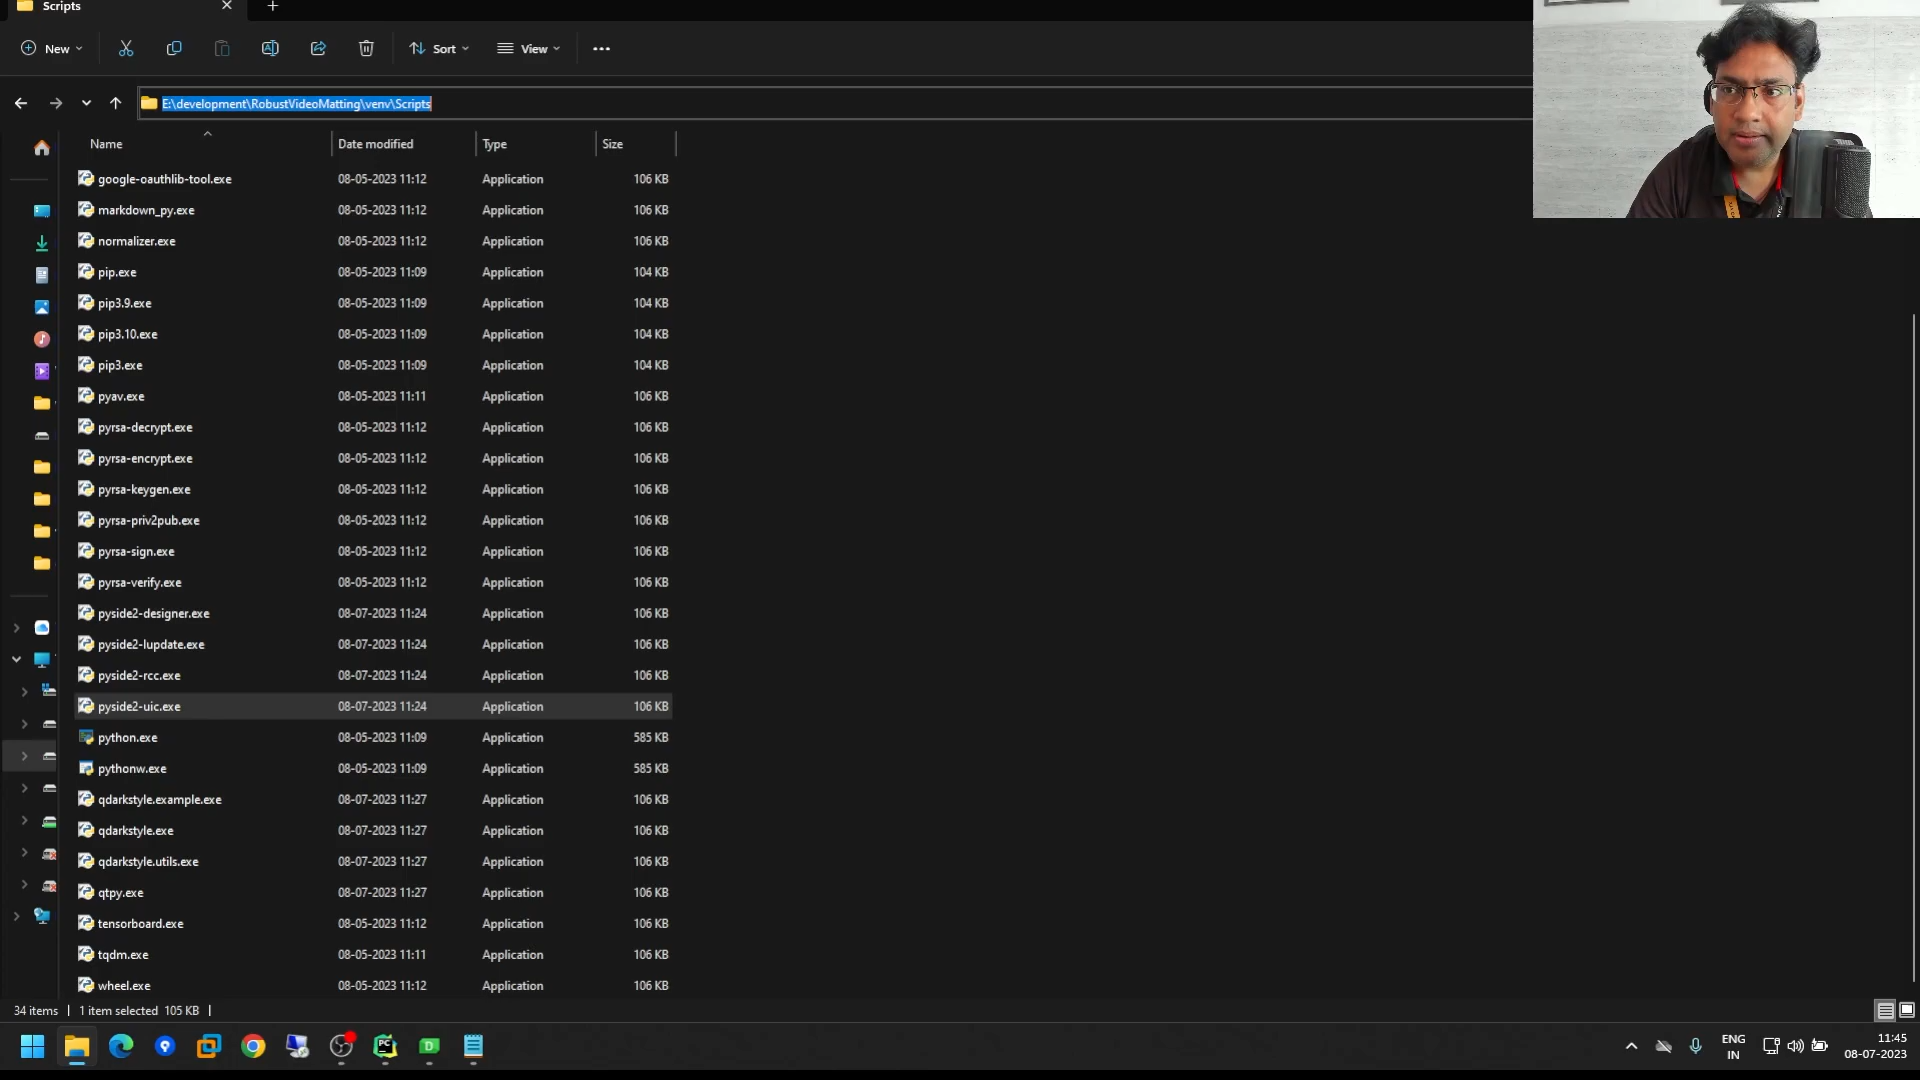 Scripts
New
Sort
View
E:\development\RobustVideoMatting\venv\Scripts
Name Date modified Type Size
google-oauthlib-tool.exe 08-05-2023 11:12 Application 106 KB
markdown_py.exe 08-05-2023 11:12 Application 106 KB
normalizer.exe 08-05-2023 11:12 Application 106 KB
pip.exe 08-05-2023 11:09 Application 104 KB
pip3.9.exe 08-05-2023 11:09 Application 104 KB
pip3.10.exe 08-05-2023 11:09 Application 104 KB
pip3.exe 08-05-2023 11:09 Application 104 KB
pyav.exe 08-05-2023 11:11 Application 106 KB
pyrsa-decrypt.exe 08-05-2023 11:12 Application 106 KB
pyrsa-encrypt.exe 08-05-2023 11:12 Application 106 KB
pyrsa-keygen.exe 08-05-2023 11:12 Application 106 KB
pyrsa-priv2pub.exe 08-05-2023 11:12 Application 106 KB
pyrsa-sign.exe 08-05-2023 11:12 Application 106 KB
pyrsa-verify.exe 08-05-2023 11:12 Application 106 KB
pyside2-designer.exe 08-07-2023 11:24 Application 106 KB
pyside2-lupdate.exe 08-07-2023 11:24 Application 106 KB
pyside2-rcc.exe 08-07-2023 11:24 Application 106 KB
pyside2-uic.exe 08-07-2023 11:24 Application 106 KB
python.exe 08-05-2023 11:09 Application 585 KB
pythonw.exe 08-05-2023 11:09 Application 585 KB
qdarkstyle.example.exe 08-07-2023 11:27 Application 106 KB
qdarkstyle.exe 08-07-2023 11:27 Application 106 KB
qdarkstyle.utils.exe 08-07-2023 11:27 Application 106 KB
qtpy.exe 08-07-2023 11:27 Application 106 KB
tensorboard.exe 08-05-2023 11:12 Application 106 KB
tqdm.exe 08-05-2023 11:11 Application 106 KB
wheel.exe 08-05-2023 11:12 Application 106 KB
34 items 1 item selected 105 KB
PC
D
ENG
IN
11:45
08-07-2023